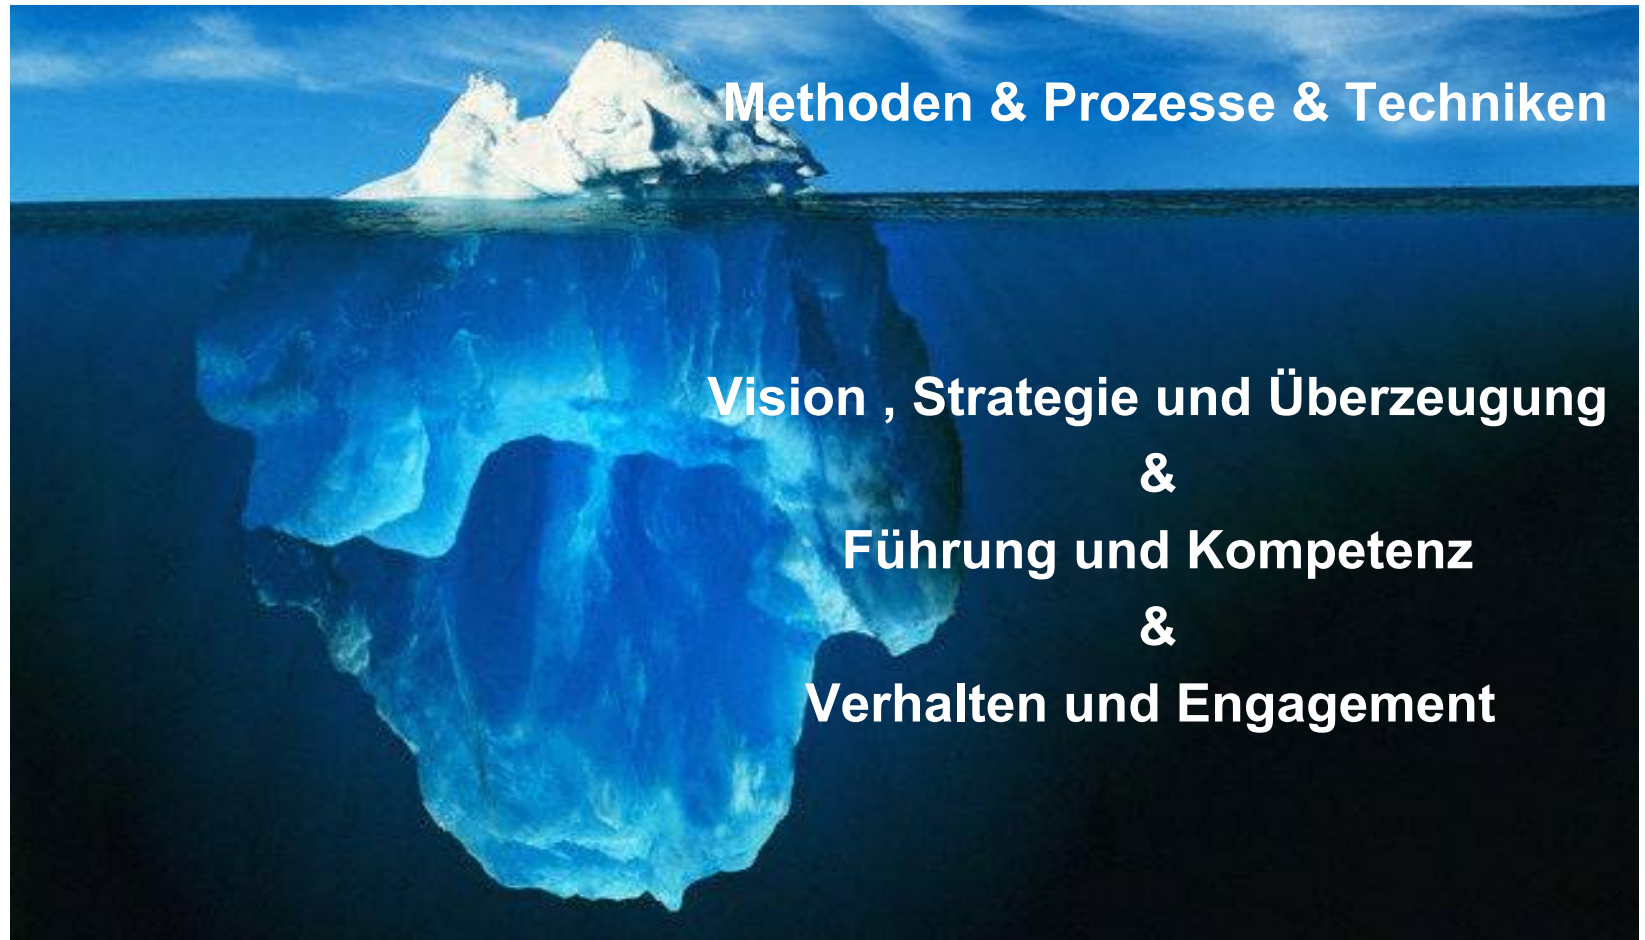 Methoden & Prozesse & Techniken
Vision , Strategie und Überzeugung
&
Führung und Kompetenz
&
Verhalten und Engagement